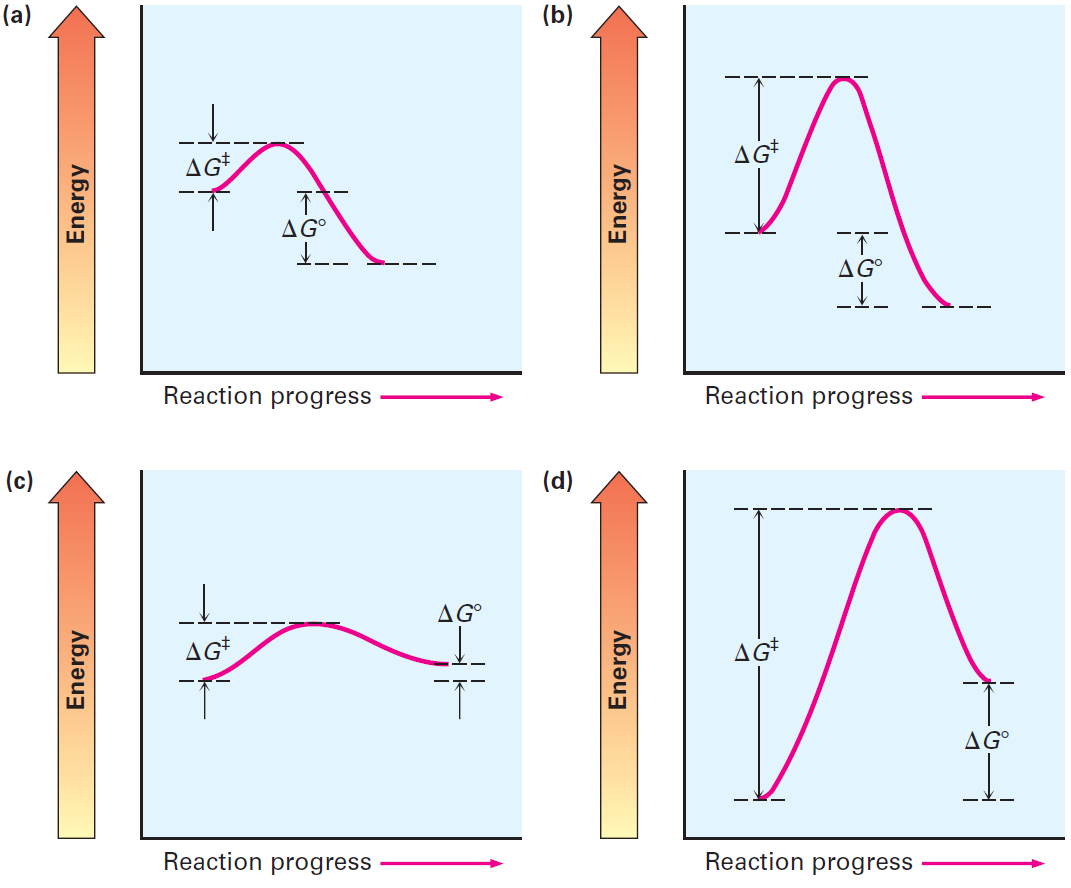 (a)
Energy
ΔG‡
ΔG°
Reaction progress
(b)
Energy
ΔG‡
ΔG°
Reaction progress
(c)
Energy
ΔG‡
ΔG°
Reaction progress
(d)
Energy
ΔG‡
ΔG°
Reaction progress